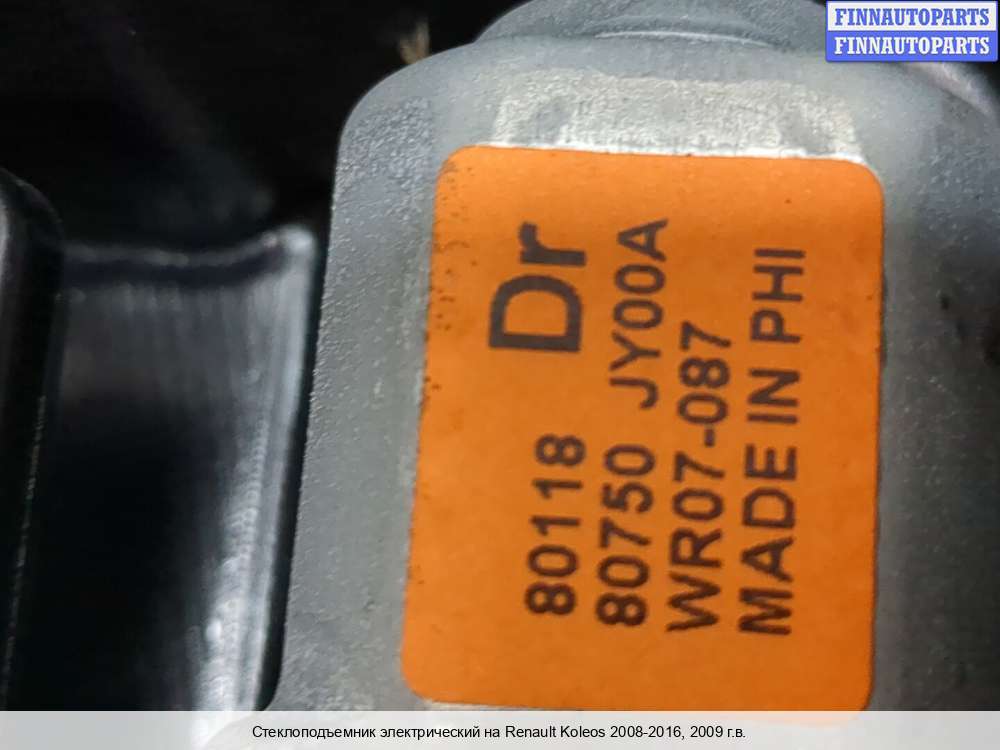 FINNAUTOPARTS
FINNAUTOPARTS
Dr
80118
80750 JY00A
WR07-087
MADE IN PHI
Стеклоподъемник электрический на Renault Koleos 2008-2016, 2009 г.в.